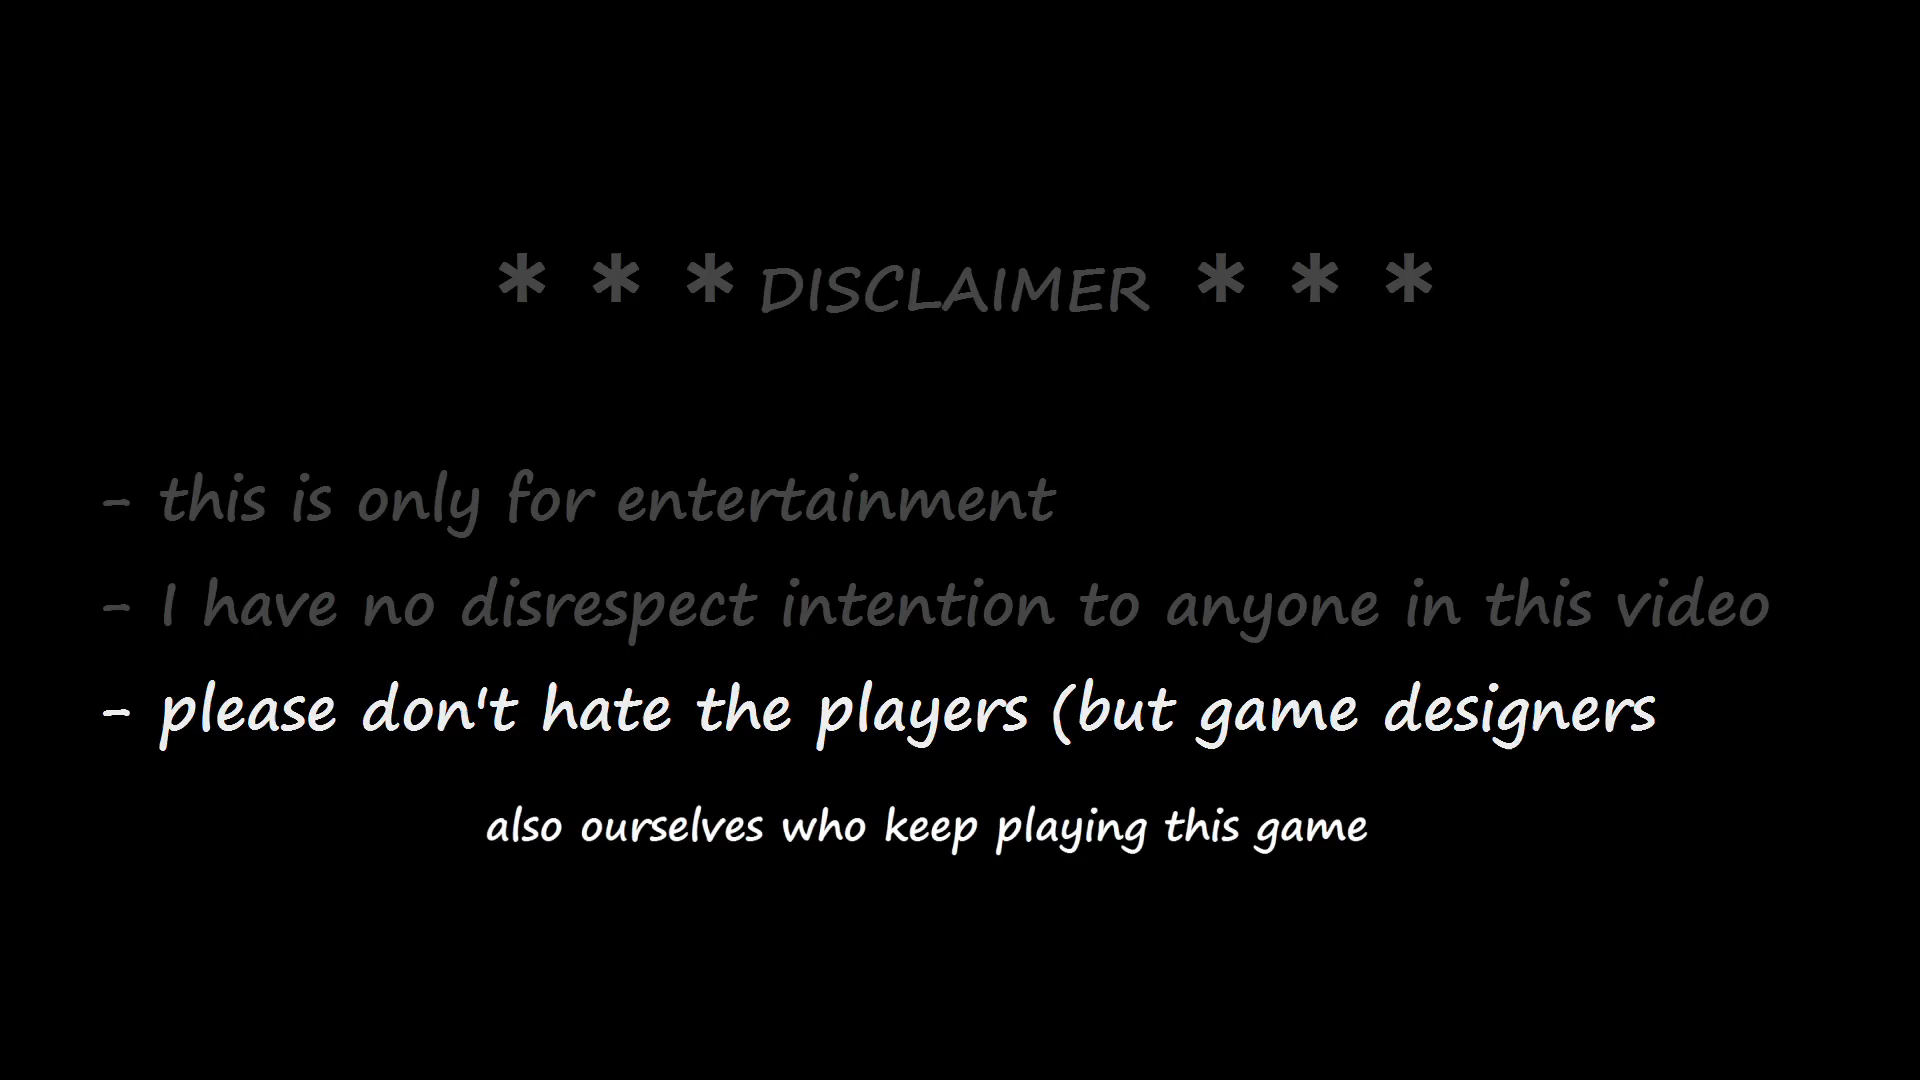 * * * DISCLAIMER * * *
- this is only for entertainment
- I have no disrespect intention to anyone in this video
- please don't hate the players (but game designers
also ourselves who keep playing this game